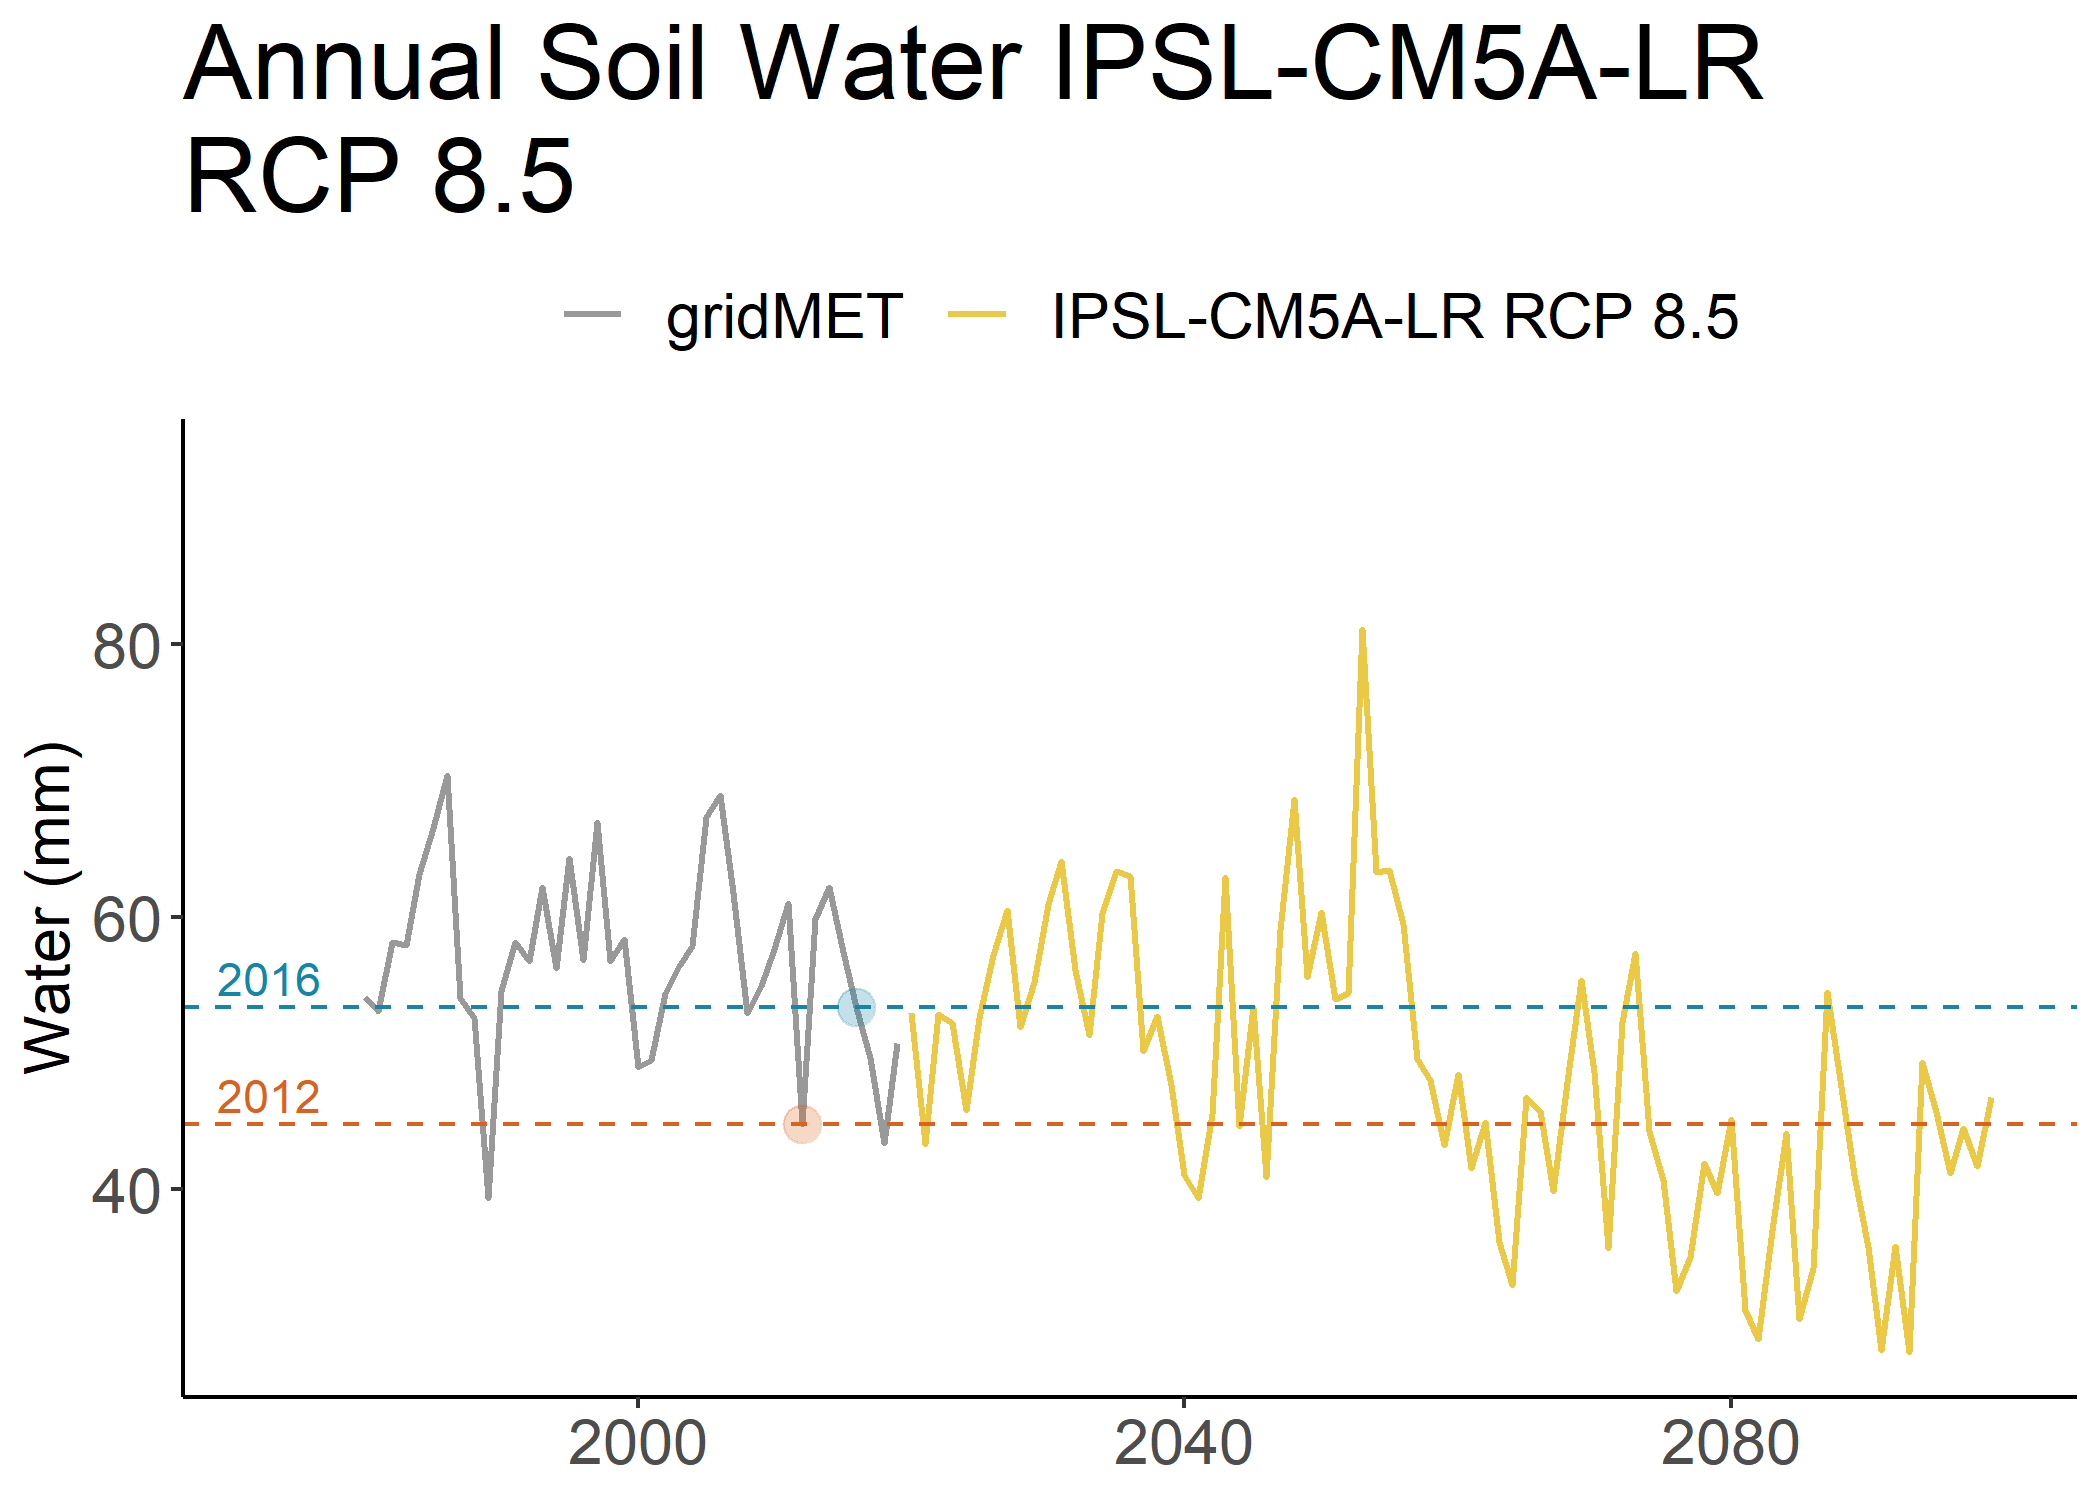 Annual Soil Water IPSL-CM5A-LR
RCP 8.5
gridMET IPSL-CM5A-LR RCP 8.5
Water (mm)
80
60
2016
2012
40
2000 2040 2080